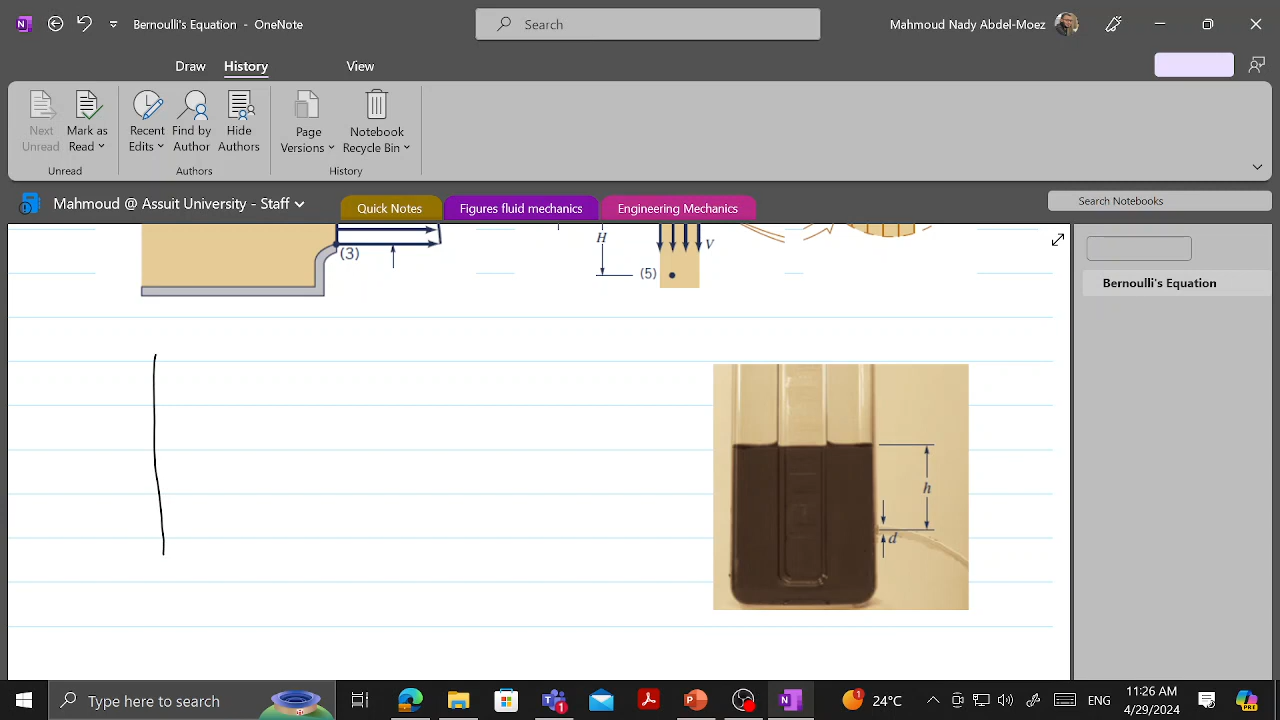 Bernoulli's Equation - OneNote
Search
Mahmoud Nady Abdel-Moez
Draw
History
View
Next Unread
Mark as Read
Recent Edits
Find by Author
Hide Authors
Page Versions
Notebook Recycle Bin
Unread
Authors
History
Mahmoud @ Assuit University - Staff
Quick Notes
Figures fluid mechanics
Engineering Mechanics
Search Notebooks
(3)
H
V
(5)
Bernoulli's Equation
h
d
Type here to search
1
1
24°C
ENG
11:26 AM
4/29/2024
PRE